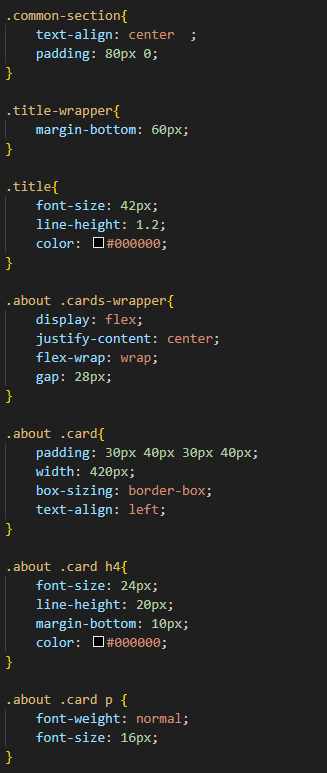 .common-section{
    text-align: center  ;
    padding: 80px 0;
}

.title-wrapper{
    margin-bottom: 60px;
}

.title{
    font-size: 42px;
    line-height: 1.2;
    color: #000000;
}

.about .cards-wrapper{
    display: flex;
    justify-content: center;
    flex-wrap: wrap;
    gap: 28px;
}

.about .card{
    padding: 30px 40px 30px 40px;
    width: 420px;
    box-sizing: border-box;
    text-align: left;
}

.about .card h4{
    font-size: 24px;
    line-height: 20px;
    margin-bottom: 10px;
    color: #000000;
}

.about .card p {
    font-weight: normal;
    font-size: 16px;
}